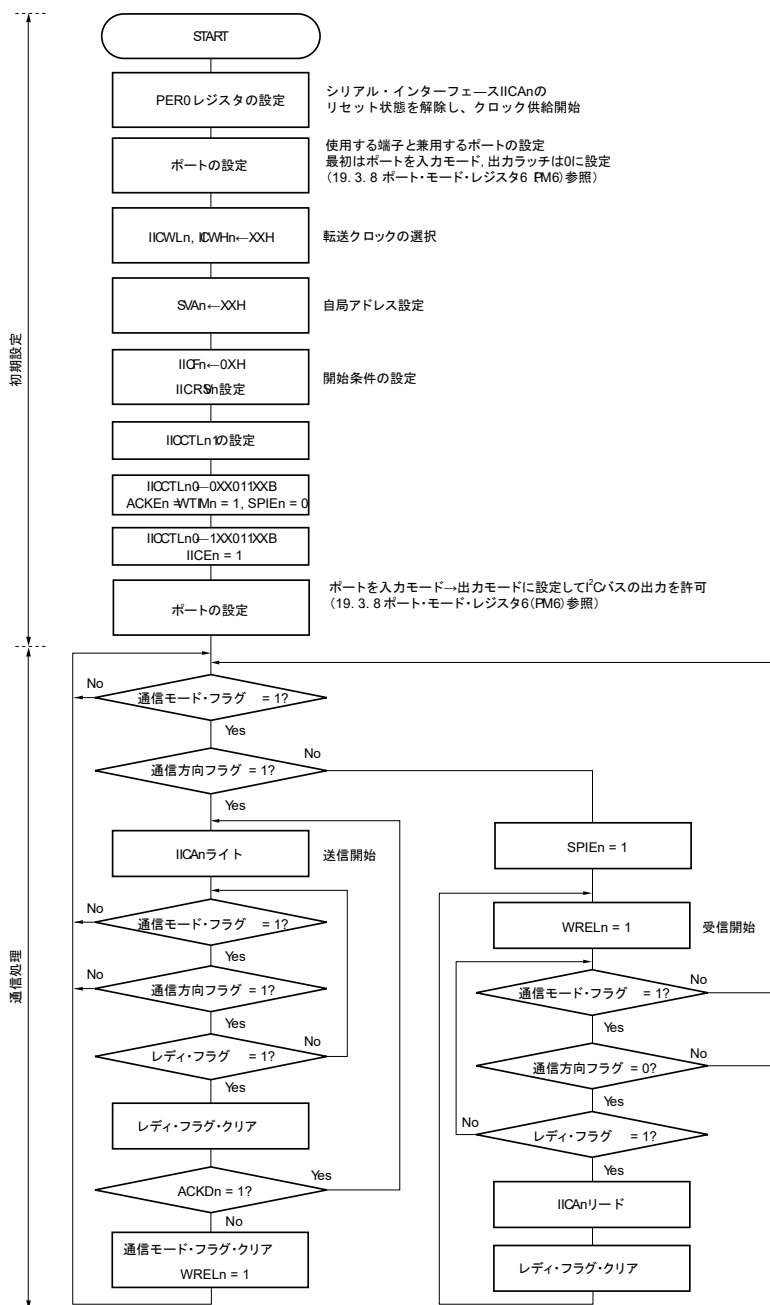 START
PER0レジスタの設定
シリアル・インターフェースIICAnの
リセット状態を解除し、クロック供給開始
ポートの設定
使用する端子と兼用するポートの設定
最初はポートを入力モード, 出力ラッチは0に設定
(19. 3. 8 ポート・モード・レジスタ6 (PM6)参照)
IICWLn, IICWHn←XXH
転送クロックの選択
SVAn←XXH
自局アドレス設定
IICFn←0XH
IICRSVn設定
開始条件の設定
IICCTLn1の設定
IICCTLn0←0XX011XXB
ACKEn = WTIMn = 1, SPIEn = 0
IICCTLn0←1XX011XXB
IICEn = 1
ポートの設定
ポートを入力モード→出力モードに設定してI²Cバスの出力を許可
(19. 3. 8 ポート・モード・レジスタ6(PM6)参照)
初期設定
No
通信モード・フラグ = 1?
Yes
No
通信方向フラグ = 1?
Yes
IICAnライト
送信開始
No
通信モード・フラグ = 1?
Yes
No
通信方向フラグ = 1?
Yes
No
レディ・フラグ = 1?
Yes
レディ・フラグ・クリア
Yes
ACKDn = 1?
No
通信モード・フラグ・クリア
WRELn = 1
SPIEn = 1
WRELn = 1
受信開始
通信モード・フラグ = 1?
No
Yes
通信方向フラグ = 0?
No
Yes
No
レディ・フラグ = 1?
Yes
IICAnリード
レディ・フラグ・クリア
通信処理